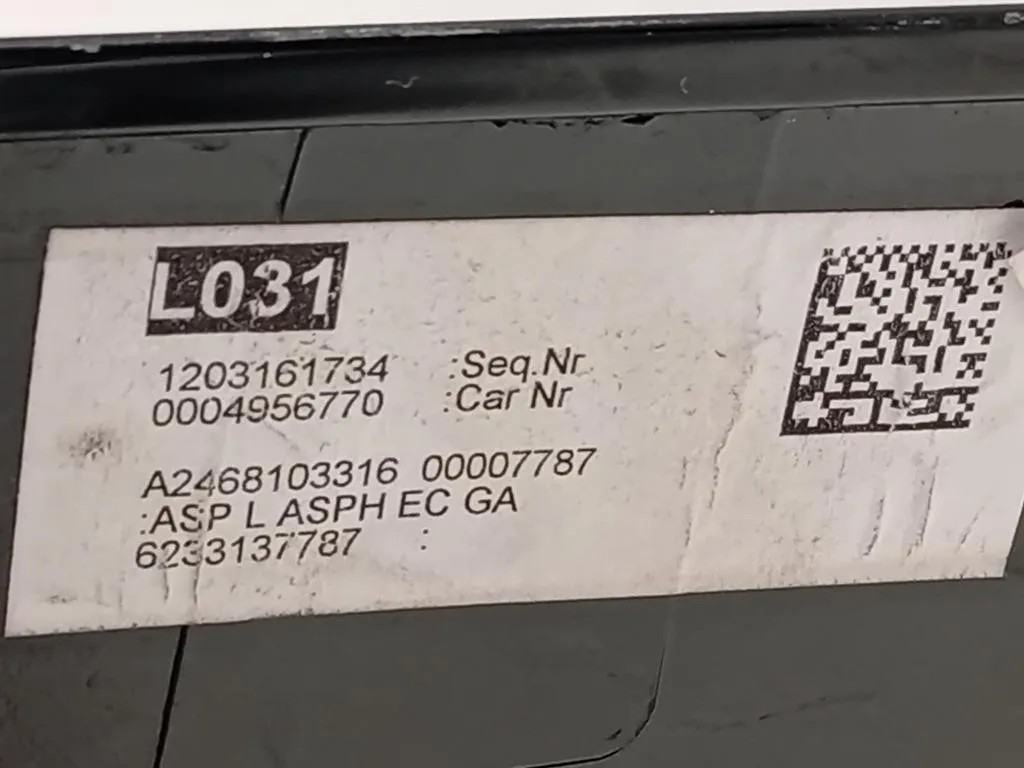 L031
1203161734 :Seq.Nr
0004956770 :Car Nr
A2468103316 00007787
:ASP L ASPH EC GA
6233137787 :